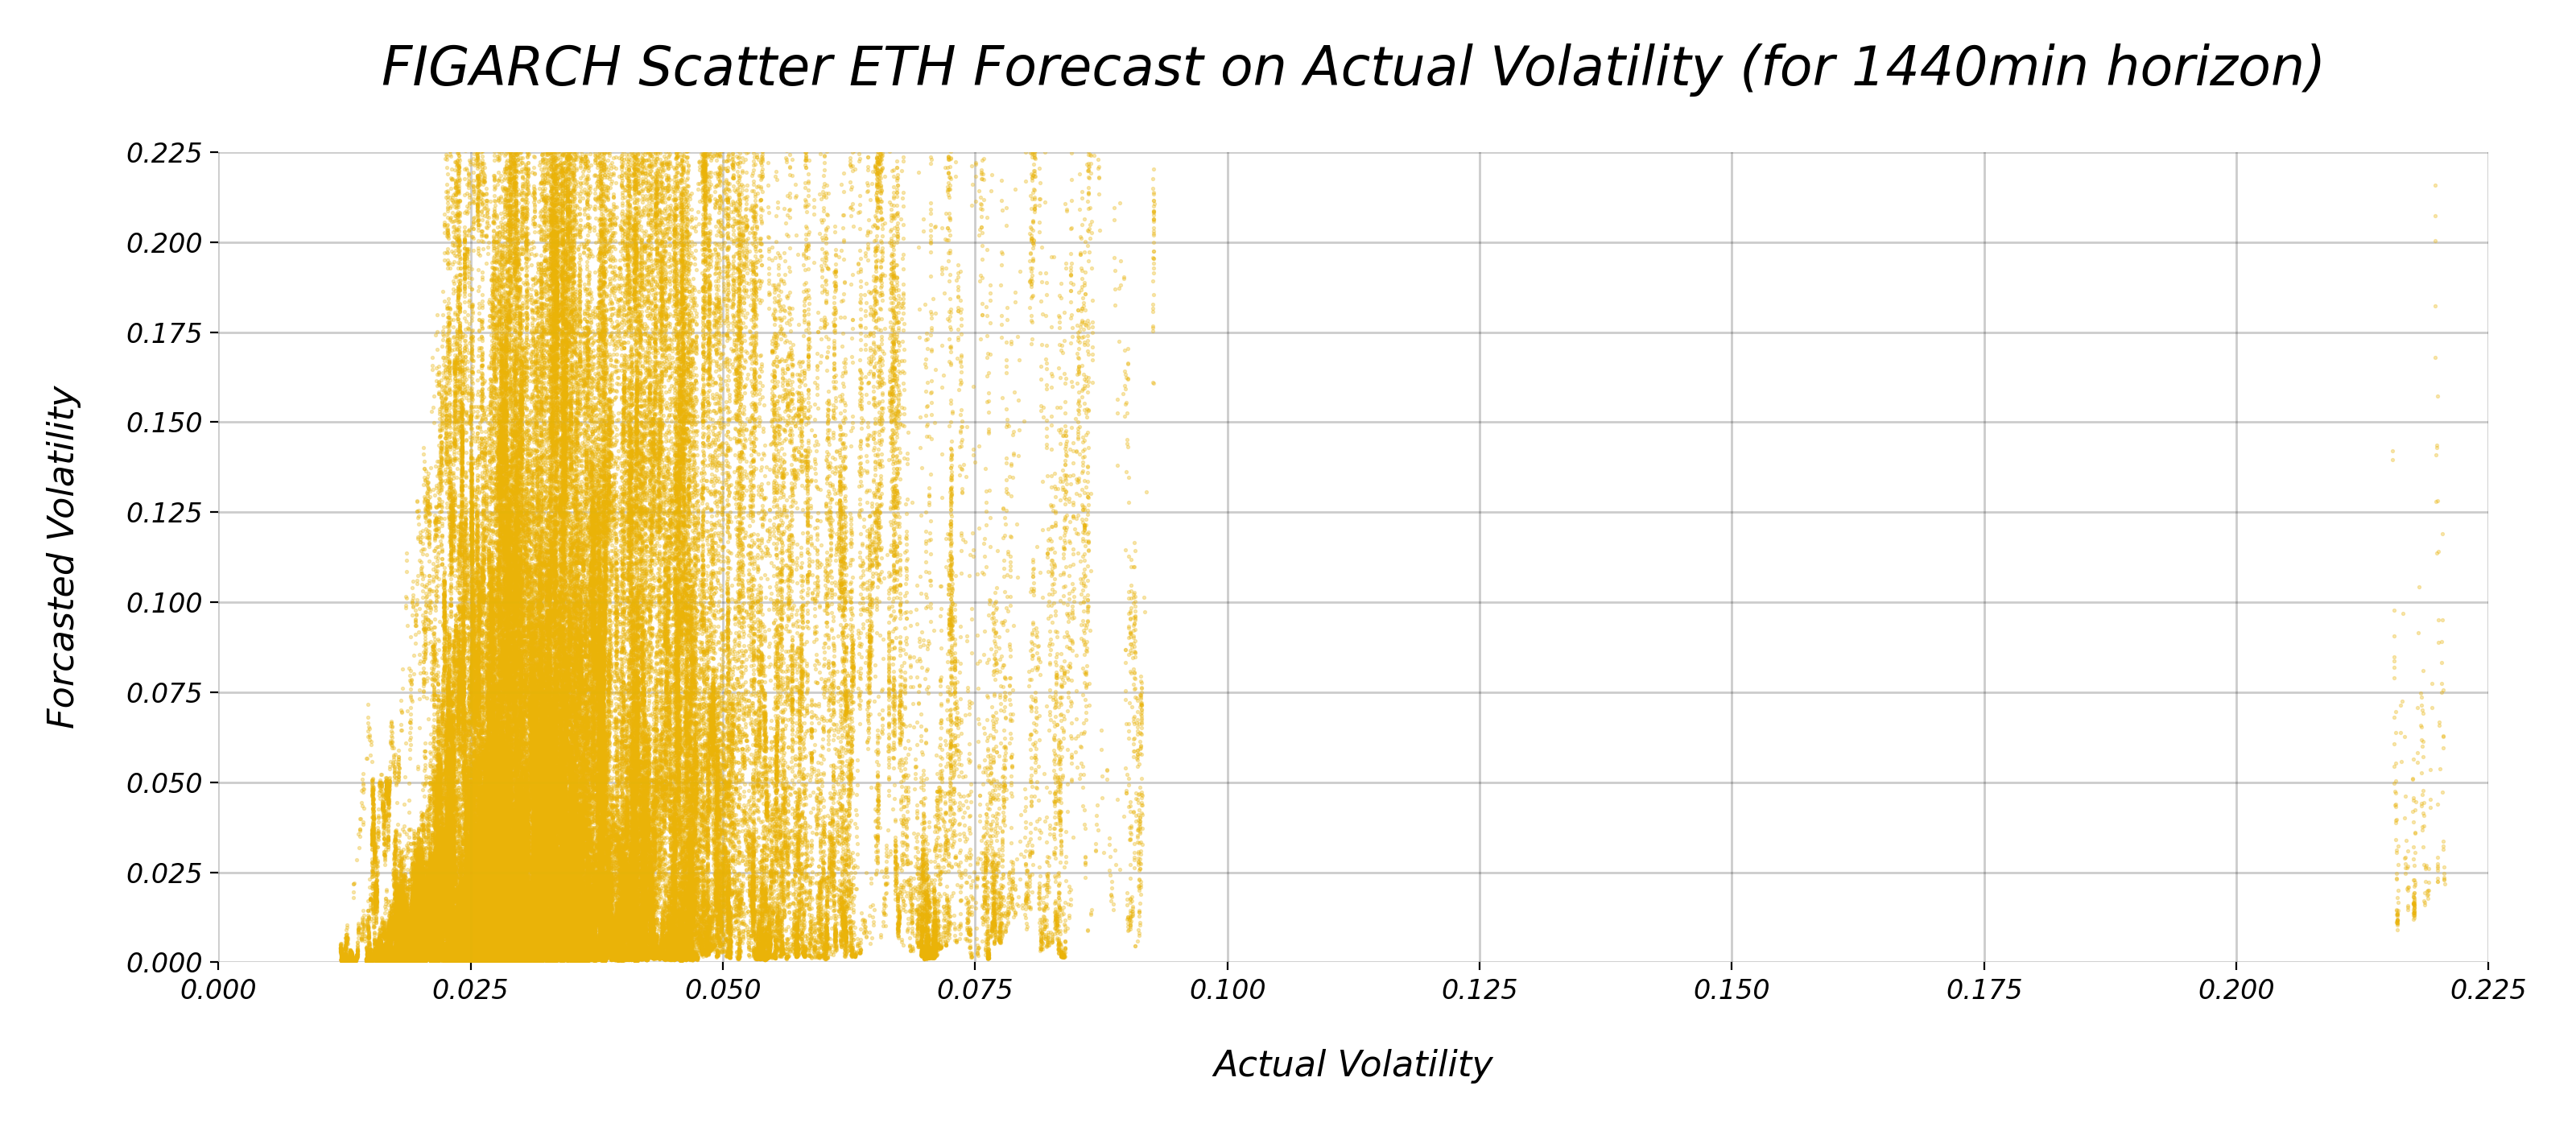 FIGARCH Scatter ETH Forecast on Actual Volatility (for 1440min horizon)
Forcasted Volatility
0.225
0.200
0.175
0.150
0.125
0.100
0.075
0.050
0.025
0.000
0.000 0.025 0.050 0.075 0.100 0.125 0.150 0.175 0.200 0.225
Actual Volatility